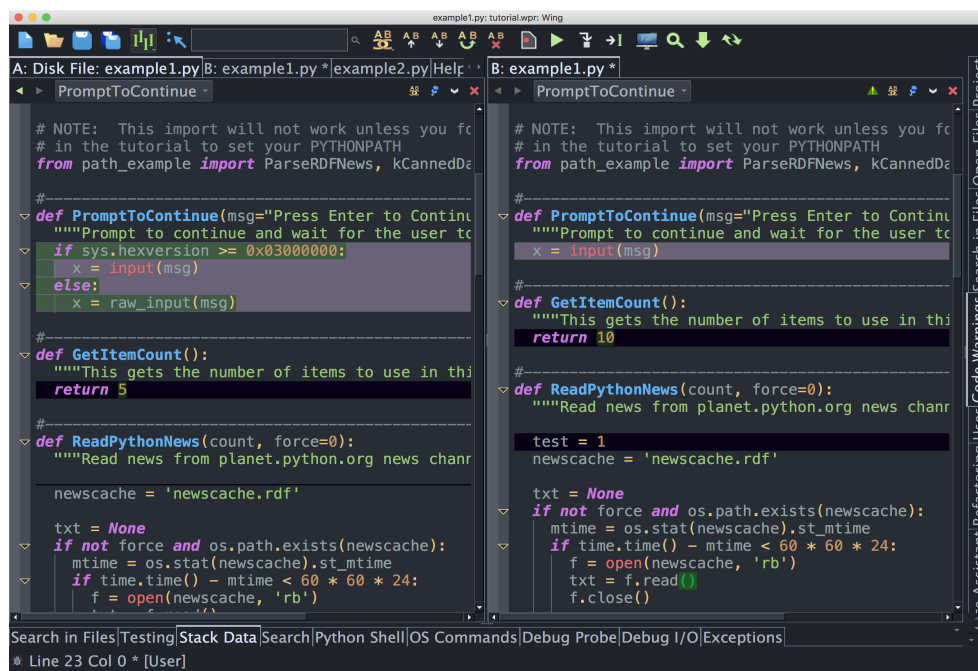 example1.py: tutorial.wpr: Wing
A: Disk File: example1.py B: example1.py * example2.py Help
B: example1.py *
PromptToContinue
# NOTE:  This import will not work unless you fo
# in the tutorial to set your PYTHONPATH
from path_example import ParseRDFNews, kCannedDa
#------------------------------------------------
def PromptToContinue(msg="Press Enter to Continu
"""Prompt to continue and wait for the user to
if sys.hexversion >= 0x03000000:
x = input(msg)
else:
x = raw_input(msg)
#------------------------------------------------
def GetItemCount():
"""This gets the number of items to use in thi
return 5
#------------------------------------------------
def ReadPythonNews(count, force=0):
"""Read news from planet.python.org news chann
newscache = 'newscache.rdf'
txt = None
if not force and os.path.exists(newscache):
mtime = os.stat(newscache).st_mtime
if time.time() - mtime < 60 * 60 * 24:
f = open(newscache, 'rb')
PromptToContinue
# NOTE:  This import will not work unless you fo
# in the tutorial to set your PYTHONPATH
from path_example import ParseRDFNews, kCannedDa
#------------------------------------------------
def PromptToContinue(msg="Press Enter to Continu
"""Prompt to continue and wait for the user to
x = input(msg)
#------------------------------------------------
def GetItemCount():
"""This gets the number of items to use in thi
return 10
#------------------------------------------------
def ReadPythonNews(count, force=0):
"""Read news from planet.python.org news chann
test = 1
newscache = 'newscache.rdf'
txt = None
if not force and os.path.exists(newscache):
mtime = os.stat(newscache).st_mtime
if time.time() - mtime < 60 * 60 * 24:
f = open(newscache, 'rb')
txt = f.read()
f.close()
Search in Files Testing Stack Data Search Python Shell OS Commands Debug Probe Debug I/O Exceptions
Line 23 Col 0 * [User]